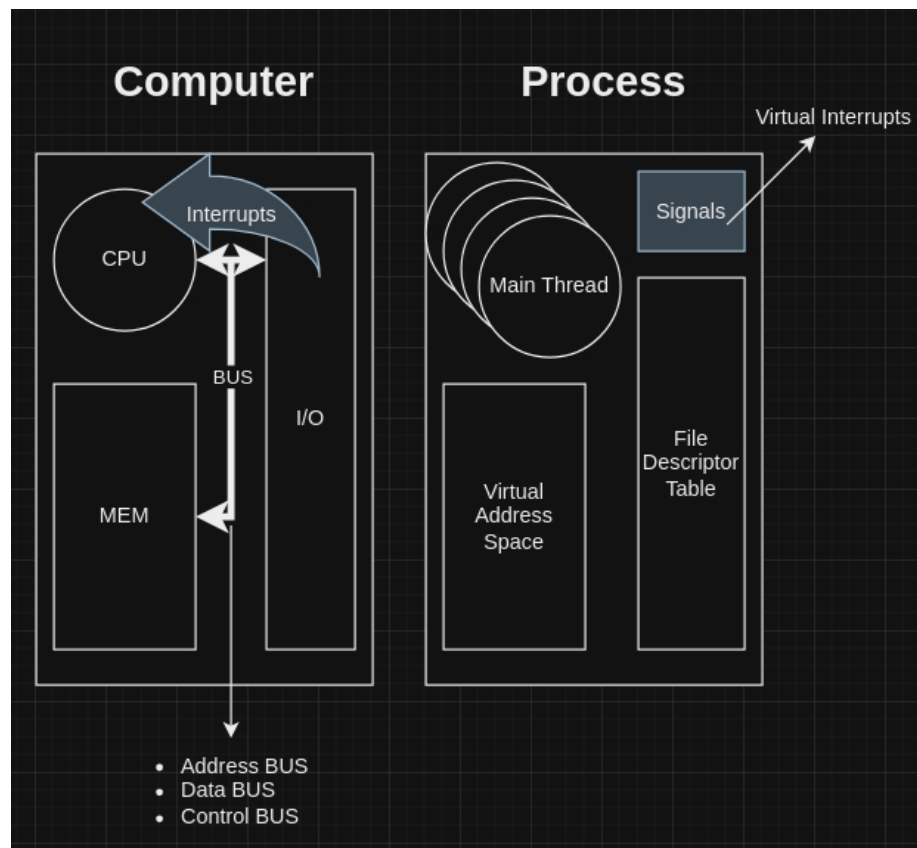 Computer
Process
Virtual Interrupts
Interrupts
Signals
CPU
Main Thread
BUS
I/O
File
Descriptor
Table
MEM
Virtual
Address
Space
• Address BUS
• Data BUS
• Control BUS